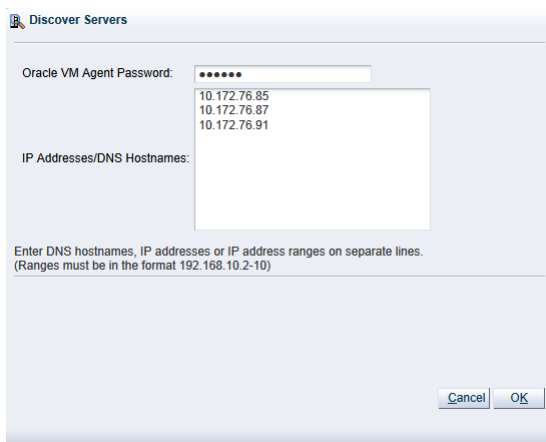 Discover Servers
Oracle VM Agent Password: ●●●●●●
10.172.76.85
10.172.76.87
10.172.76.91
IP Addresses/DNS Hostnames:
Enter DNS hostnames, IP addresses or IP address ranges on separate lines.
(Ranges must be in the format 192.168.10.2-10)
Cancel OK